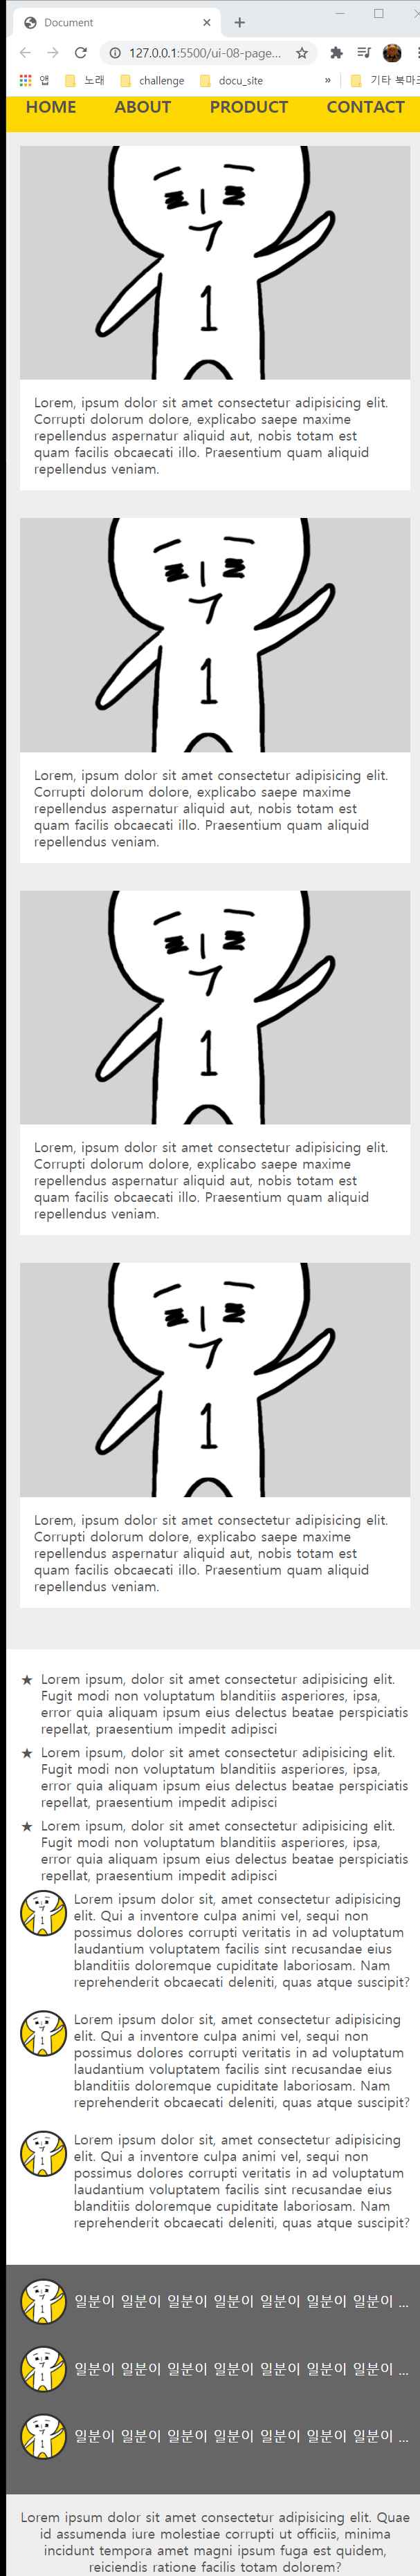 Document
127.0.0.1:5500/ui-08-page...
앱 노래 challenge docu_site » 기타 북마크
HOME ABOUT PRODUCT CONTACT
1
Lorem, ipsum dolor sit amet consectetur adipisicing elit.
Corrupti dolorum dolore, explicabo saepe maxime
repellendus aspernatur aliquid aut, nobis totam est
quam facilis obcaecati illo. Praesentium quam aliquid
repellendus veniam.
1
Lorem, ipsum dolor sit amet consectetur adipisicing elit.
Corrupti dolorum dolore, explicabo saepe maxime
repellendus aspernatur aliquid aut, nobis totam est
quam facilis obcaecati illo. Praesentium quam aliquid
repellendus veniam.
1
Lorem, ipsum dolor sit amet consectetur adipisicing elit.
Corrupti dolorum dolore, explicabo saepe maxime
repellendus aspernatur aliquid aut, nobis totam est
quam facilis obcaecati illo. Praesentium quam aliquid
repellendus veniam.
1
Lorem, ipsum dolor sit amet consectetur adipisicing elit.
Corrupti dolorum dolore, explicabo saepe maxime
repellendus aspernatur aliquid aut, nobis totam est
quam facilis obcaecati illo. Praesentium quam aliquid
repellendus veniam.
★ Lorem ipsum, dolor sit amet consectetur adipisicing elit.
Fugit modi non voluptatum blanditiis asperiores, ipsa,
error quia aliquam ipsum eius delectus beatae perspiciatis
repellat, praesentium impedit adipisci
★ Lorem ipsum, dolor sit amet consectetur adipisicing elit.
Fugit modi non voluptatum blanditiis asperiores, ipsa,
error quia aliquam ipsum eius delectus beatae perspiciatis
repellat, praesentium impedit adipisci
★ Lorem ipsum, dolor sit amet consectetur adipisicing elit.
Fugit modi non voluptatum blanditiis asperiores, ipsa,
error quia aliquam ipsum eius delectus beatae perspiciatis
repellat, praesentium impedit adipisci
Lorem ipsum dolor sit, amet consectetur adipisicing
elit. Qui a inventore culpa animi vel, sequi non
possimus dolores corrupti veritatis in ad voluptatum
laudantium voluptatem facilis sint recusandae eius
blanditiis doloremque cupiditate laboriosam. Nam
reprehenderit obcaecati deleniti, quas atque suscipit?
Lorem ipsum dolor sit, amet consectetur adipisicing
elit. Qui a inventore culpa animi vel, sequi non
possimus dolores corrupti veritatis in ad voluptatum
laudantium voluptatem facilis sint recusandae eius
blanditiis doloremque cupiditate laboriosam. Nam
reprehenderit obcaecati deleniti, quas atque suscipit?
Lorem ipsum dolor sit, amet consectetur adipisicing
elit. Qui a inventore culpa animi vel, sequi non
possimus dolores corrupti veritatis in ad voluptatum
laudantium voluptatem facilis sint recusandae eius
blanditiis doloremque cupiditate laboriosam. Nam
reprehenderit obcaecati deleniti, quas atque suscipit?
일분이 일분이 일분이 일분이 일분이 일분이 일분이 ...
일분이 일분이 일분이 일분이 일분이 일분이 일분이 ...
일분이 일분이 일분이 일분이 일분이 일분이 일분이 ...
Lorem ipsum dolor sit amet consectetur adipisicing elit. Quae
id assumenda iure molestiae corrupti ut officiis, minima
incidunt tempora amet magni ipsum fuga est quidem,
reiciendis ratione facilis totam dolorem?